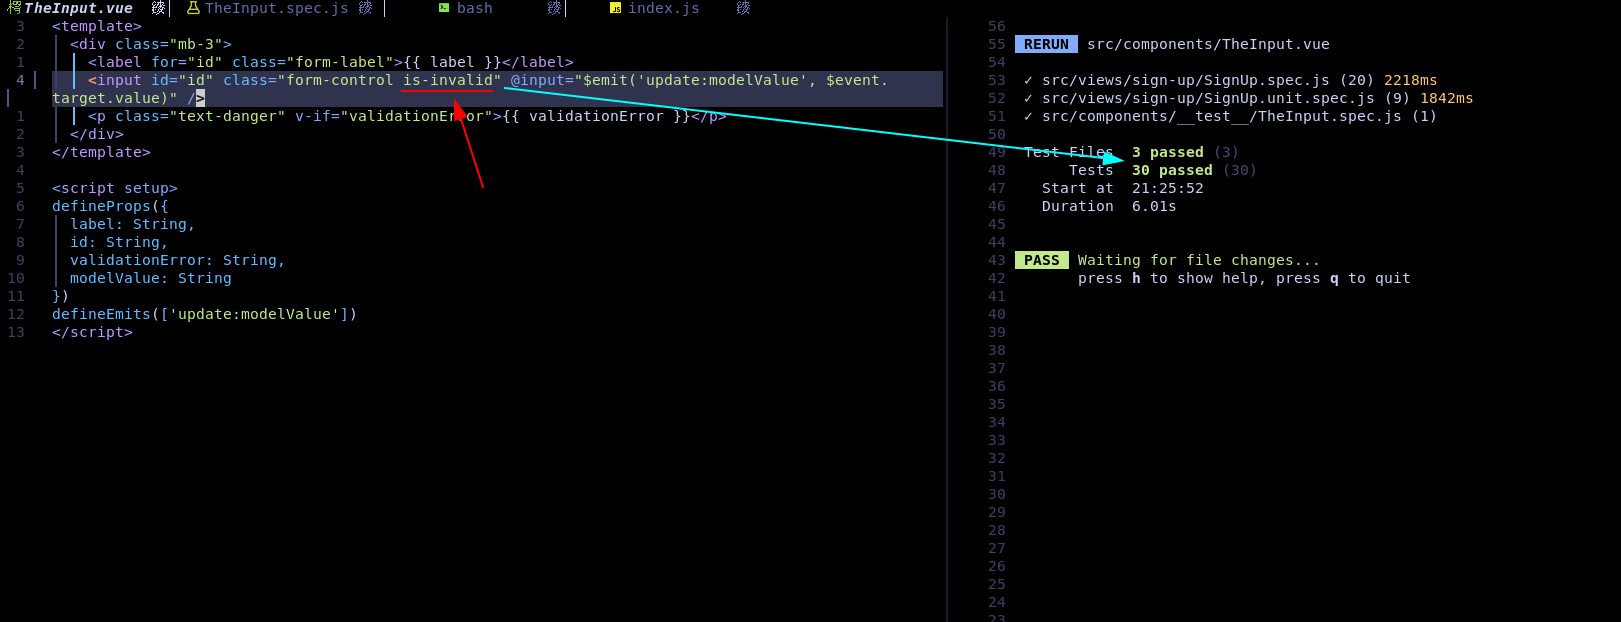 TheInput.vue TheInput.spec.js bash index.js
3 <template>
2 <div class="mb-3">
1 <label for="id" class="form-label">{{ label }}</label>
4 <input id="id" class="form-control is-invalid" @input="$emit('update:modelValue', $event.
target.value)" />
1 <p class="text-danger" v-if="validationError">{{ validationError }}</p>
2 </div>
3 </template>
4
5 <script setup>
6 defineProps({
7 label: String,
8 id: String,
9 validationError: String,
10 modelValue: String
11 })
12 defineEmits(['update:modelValue'])
13 </script>
56
55 RERUN src/components/TheInput.vue
54
53 ✓ src/views/sign-up/SignUp.spec.js (20) 2218ms
52 ✓ src/views/sign-up/SignUp.unit.spec.js (9) 1842ms
51 ✓ src/components/__test__/TheInput.spec.js (1)
50
49 Test Files 3 passed (3)
48 Tests 30 passed (30)
47 Start at 21:25:52
46 Duration 6.01s
45
44
43 PASS Waiting for file changes...
42 press h to show help, press q to quit
41
40
39
38
37
36
35
34
33
32
31
30
29
28
27
26
25
24
23